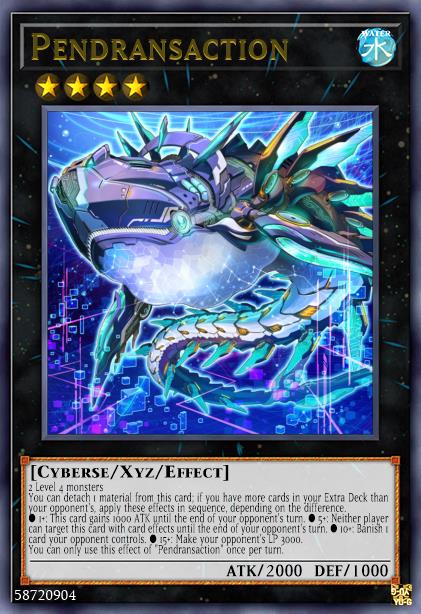 PENDRANSACTION
WATER
水
[CYBERSE/XYZ/EFFECT]
2 Level 4 monsters
You can detach 1 material from this card; if you have more cards in your Extra Deck than
your opponent's, apply these effects in sequence, depending on the difference.
● 1+: This card gains 1000 ATK until the end of your opponent's turn. ● 5+: Neither player
can target this card with card effects until the end of your opponent's turn. ● 10+: Banish 1
card your opponent controls. ● 15+: Make your opponent's LP 3000.
You can only use this effect of "Pendransaction" once per turn.
ATK/2000 DEF/1000
58720904